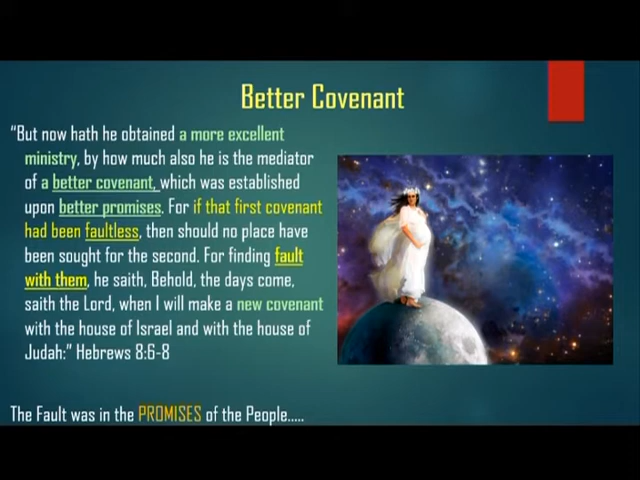 Better Covenant
“But now hath he obtained a more excellent
ministry, by how much also he is the mediator
of a better covenant, which was established
upon better promises. For if that first covenant
had been faultless, then should no place have
been sought for the second. For finding fault
with them, he saith, Behold, the days come,
saith the Lord, when I will make a new covenant
with the house of Israel and with the house of
Judah:” Hebrews 8:6-8
The Fault was in the PROMISES of the People.....